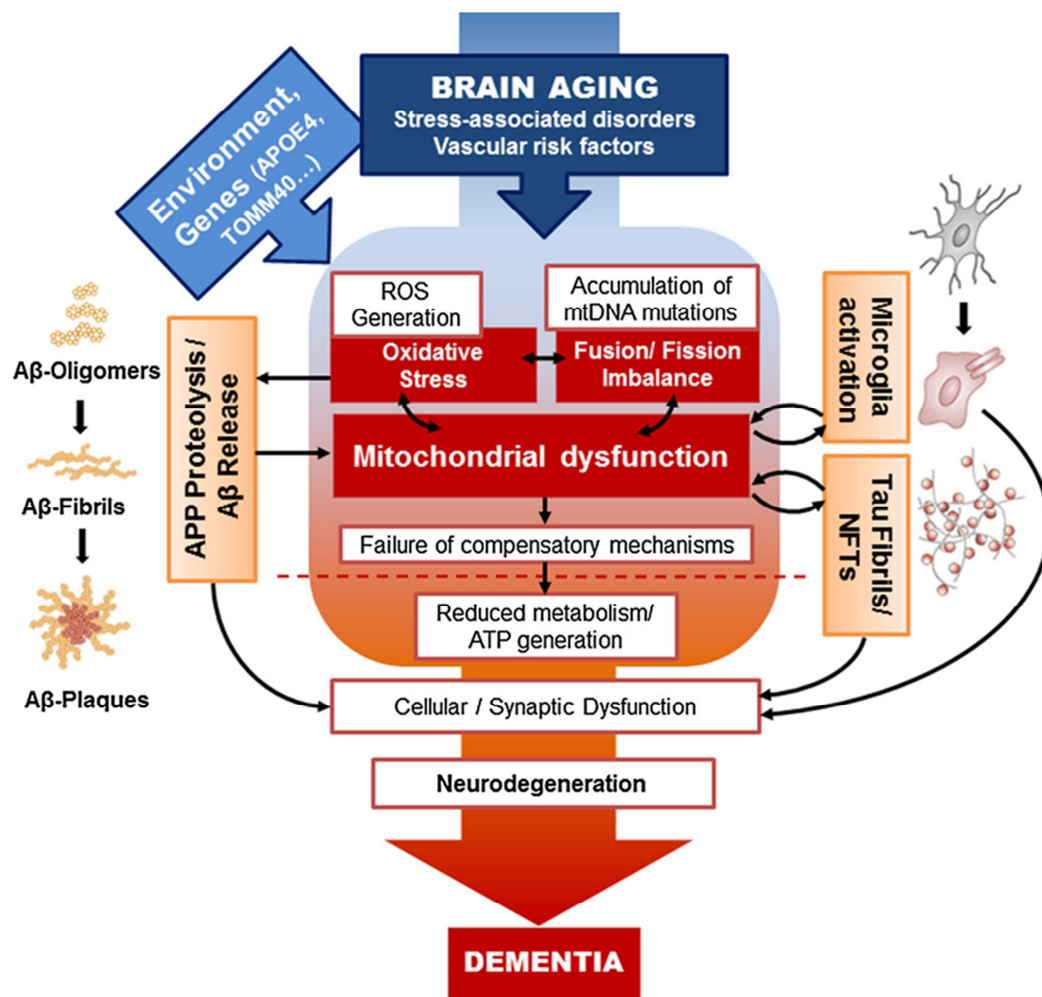 BRAIN AGING
Stress-associated disorders
Vascular risk factors
Environment,
Genes (APOE4,
TOMM40...)
ROS
Generation
Accumulation of
mtDNA mutations
Oxidative
Stress
Fusion/ Fission
Imbalance
Mitochondrial dysfunction
Failure of compensatory mechanisms
Reduced metabolism/
ATP generation
Cellular / Synaptic Dysfunction
Neurodegeneration
DEMENTIA
Aβ-Oligomers
Aβ-Fibrils
Aβ-Plaques
APP Proteolysis /
Aβ Release
Microglia
activation
Tau Fibrils/
NFTs